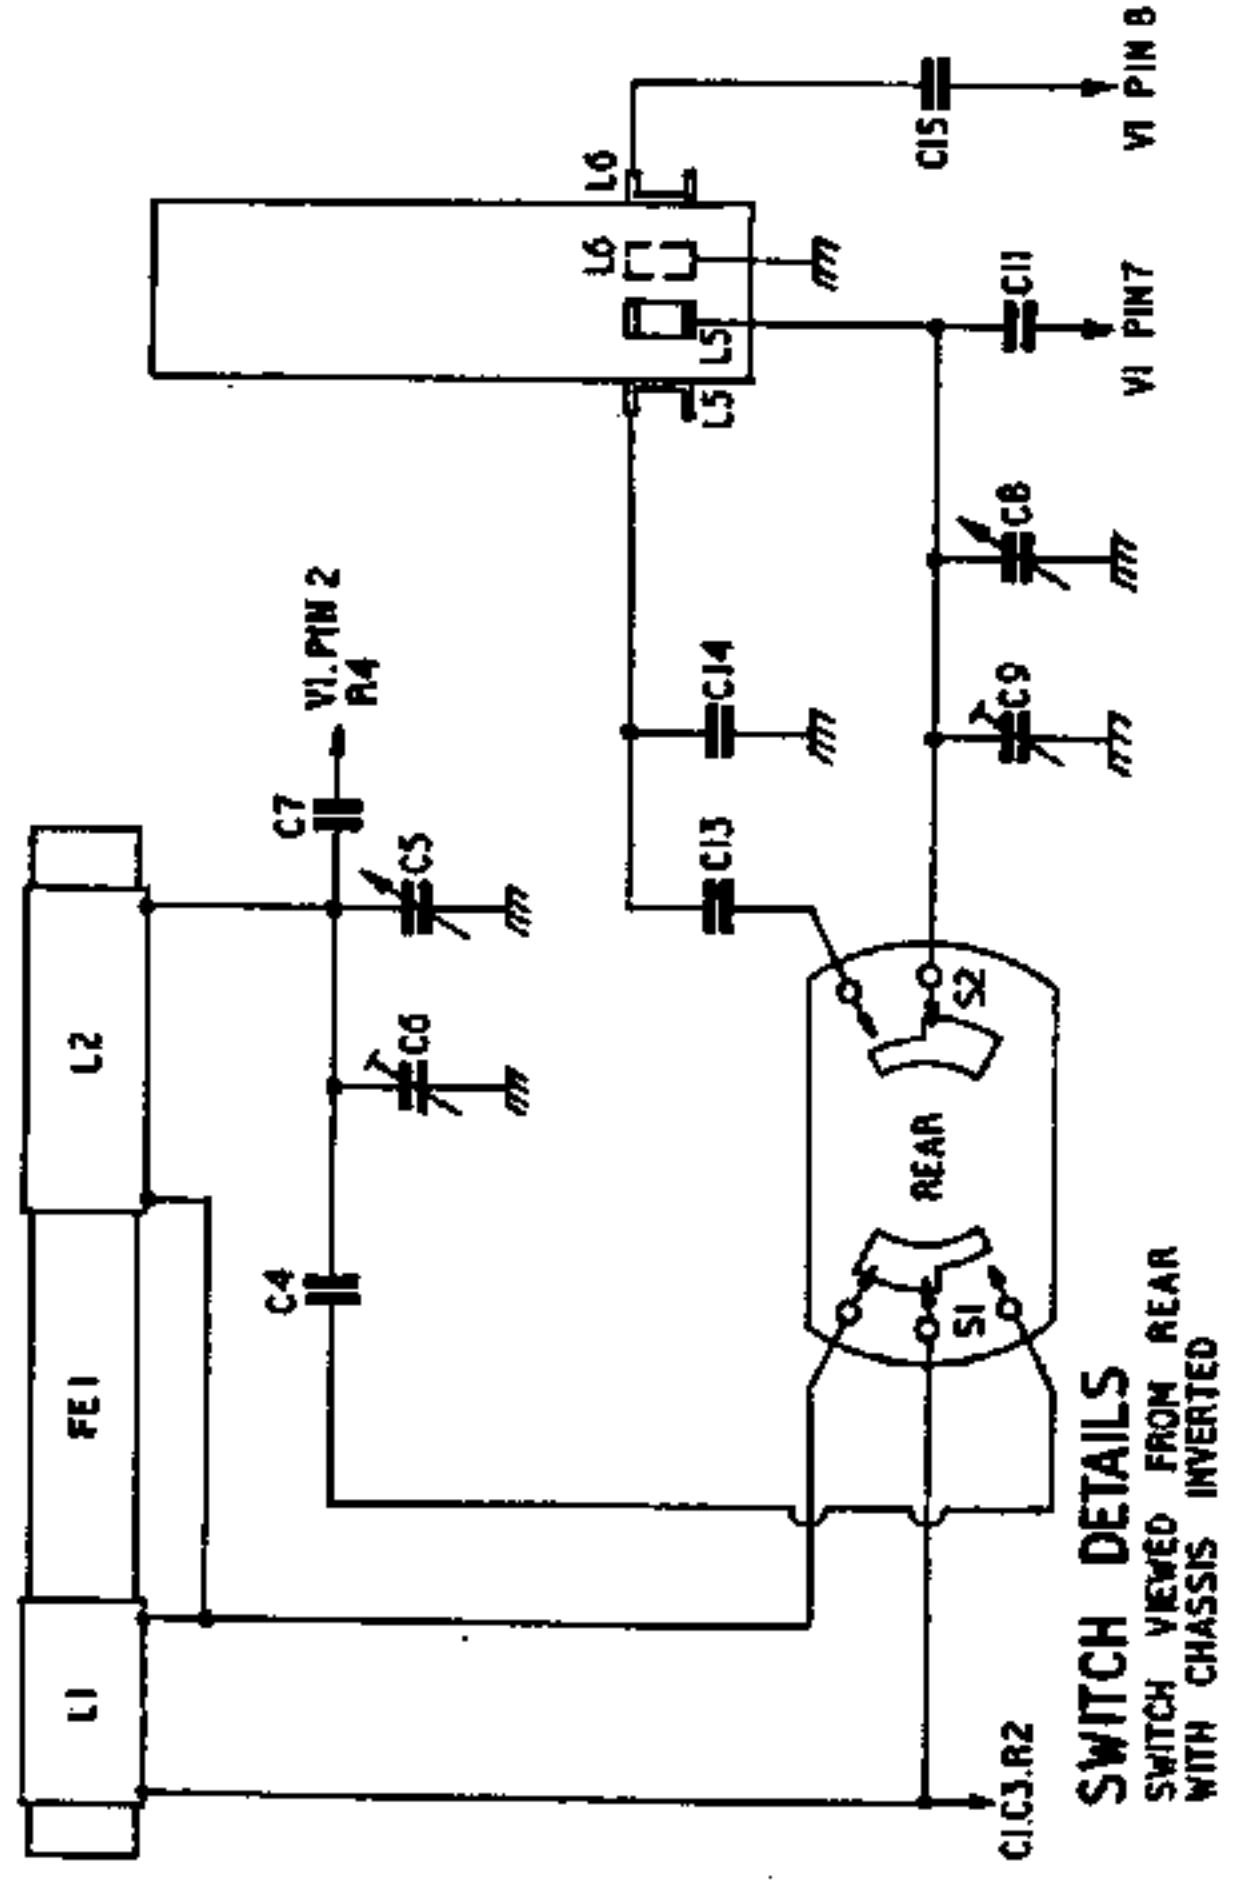 L1
FE1
L2
C4
C7
V1.PIN 2
R4
C6
C5
L6
L6
L5
L5
C13
C14
C15
C9
C8
C11
V1 PIN 7
V1 PIN 8
S1
REAR
S2
C1.C3.R2
SWITCH DETAILS
SWITCH VIEWED FROM REAR
WITH CHASSIS INVERTED